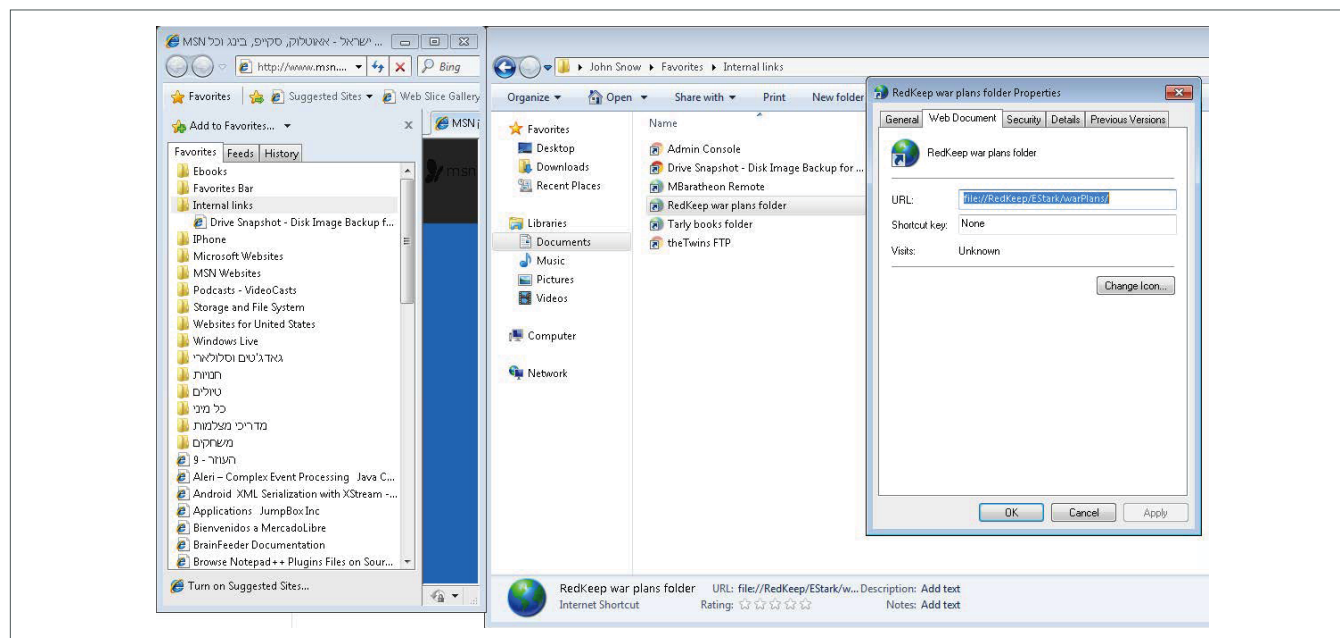 ישראל - אאוטלוק, סקייפ, בינג וכל MSN ...
http://www.msn....
Bing
Favorites
Suggested Sites
Web Slice Gallery
Add to Favorites...
x
MSN
msn
Favorites
Feeds
History
Ebooks
Favorites Bar
Internal links
Drive Snapshot - Disk Image Backup f...
IPhone
Microsoft Websites
MSN Websites
Podcasts - VideoCasts
Storage and File System
Websites for United States
Windows Live
גאדג'טים וסלולארי
חנויות
טיולים
כל מיני
מדריכי מצלמות
משחקים
העוזר - 9
Aleri – Complex Event Processing Java C...
Android XML Serialization with XStream -...
Applications JumpBox Inc
Bienvenidos a MercadoLibre
BrainFeeder Documentation
Browse Notepad++ Plugins Files on Sour...
Turn on Suggested Sites...
John Snow
Favorites
Internal links
Organize
Open
Share with
Print
New folder
Favorites
Desktop
Downloads
Recent Places
Libraries
Documents
Music
Pictures
Videos
Computer
Network
Name
Admin Console
Drive Snapshot - Disk Image Backup for ...
MBaratheon Remote
RedKeep war plans folder
Tarly books folder
theTwins FTP
RedKeep war plans folder Properties
General
Web Document
Security
Details
Previous Versions
RedKeep war plans folder
URL: file://RedKeep/EStark/warPlans/
Shortcut key: None
Visits: Unknown
Change Icon...
OK
Cancel
Apply
RedKeep war plans folder URL: file://RedKeep/EStark/w... Description: Add text
Internet Shortcut Rating: Notes: Add text